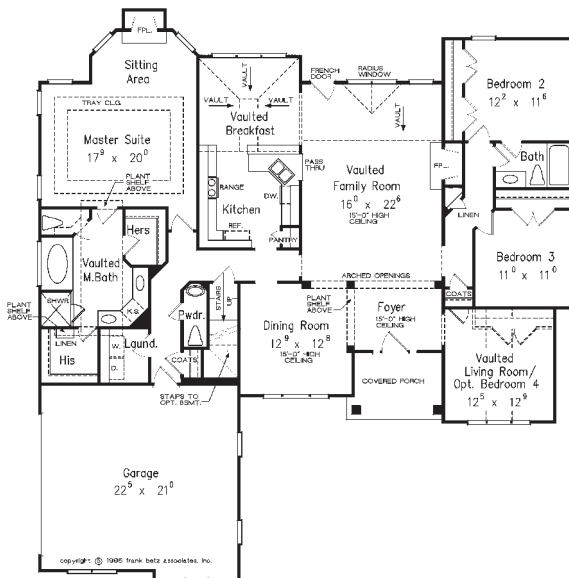 FPL.
Sitting
Area
TRAY CLG.
Master Suite
17⁹ x 20⁰
PLANT
SHELF
ABOVE
VAULT
VAULT
VAULT
Vaulted
Breakfast
FRENCH
DOOR
RADIUS
WINDOW
VAULT
Bedroom 2
12² x 11⁶
RANGE
Kitchen
REF.
DW.
PASS
THRU
PANTRY
Vaulted
Family Room
16⁰ x 22⁶
15'-0" HIGH
CEILING
FP.
Bath
LINEN
Bedroom 3
11⁰ x 11⁰
COATS
Hers
Vaulted
M.Bath
SHWR.
PLANT
SHELF
ABOVE
K.S.
LINEN
His
Laund.
W.
D.
Pwdr.
COATS
STAIRS
UP
STAIRS TO
OPT. BSMT.
ARCHED OPENINGS
PLANT
SHELF
ABOVE
Dining Room
12⁹ x 12⁸
15'-0" HIGH
CEILING
Foyer
15'-0" HIGH
CEILING
COVERED PORCH
Vaulted
Living Room/
Opt. Bedroom 4
12⁵ x 12⁹
Garage
22⁵ x 21⁰
copyright © 1995 frank betz associates, inc.